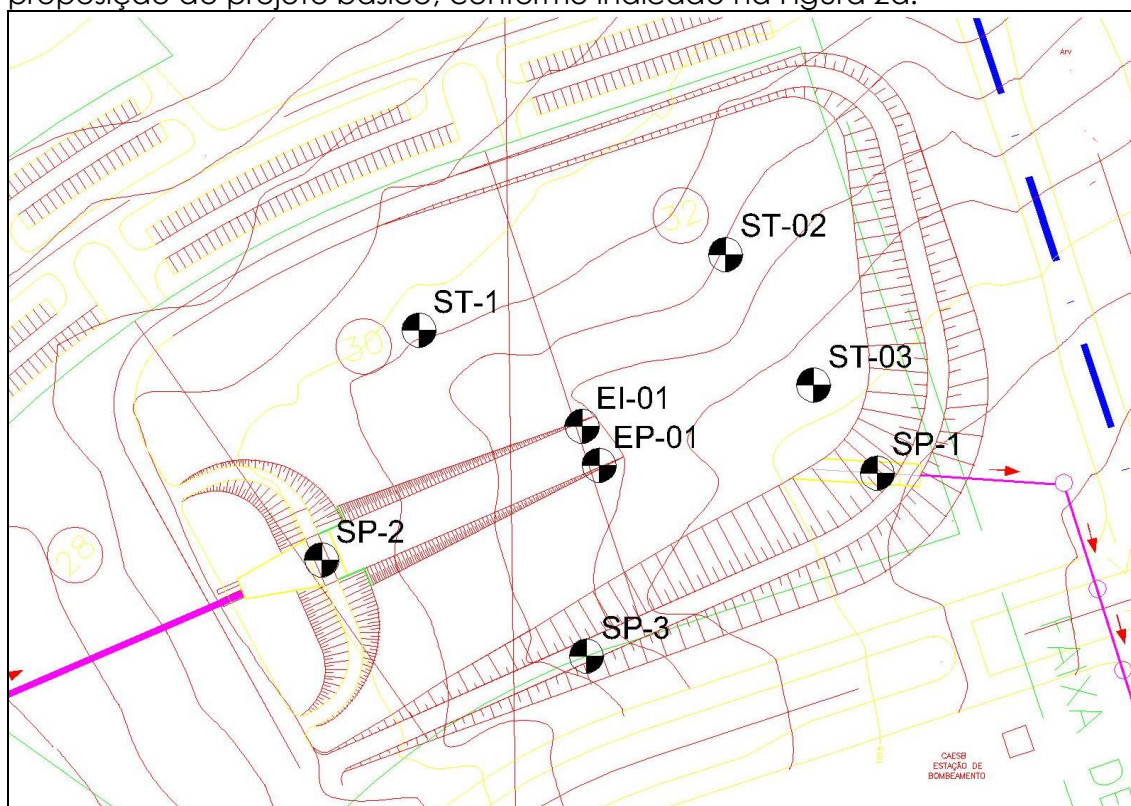 proposição do projeto básico, conforme indicado na Figura 2a.
Arv
32
ST-02
ST-1
30
ST-03
EI-01
EP-01
SP-1
SP-2
28
SP-3
FAIXA DE
CAESB
ESTAÇÃO DE
BOMBEAMENTO